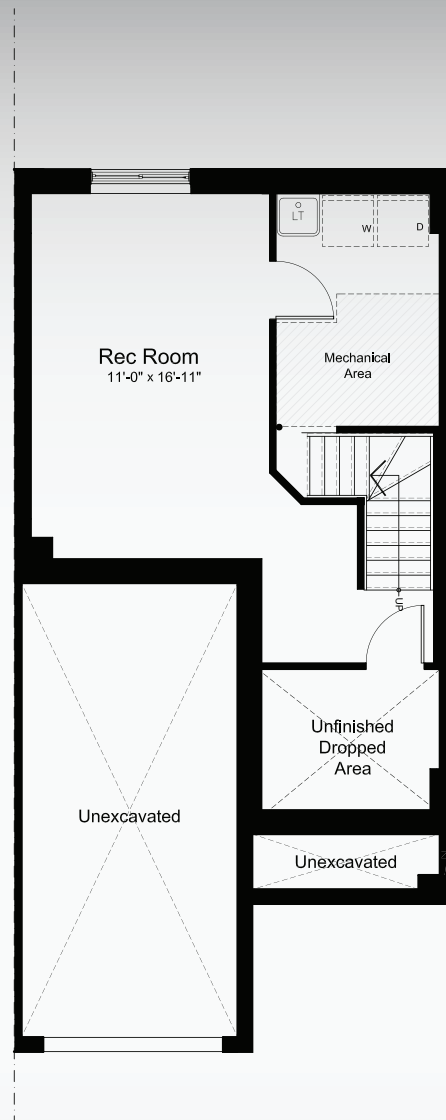 LT
W
D
Rec Room
11'-0" x 16'-11"
Mechanical
Area
UP
Unfinished
Dropped
Area
Unexcavated
Unexcavated